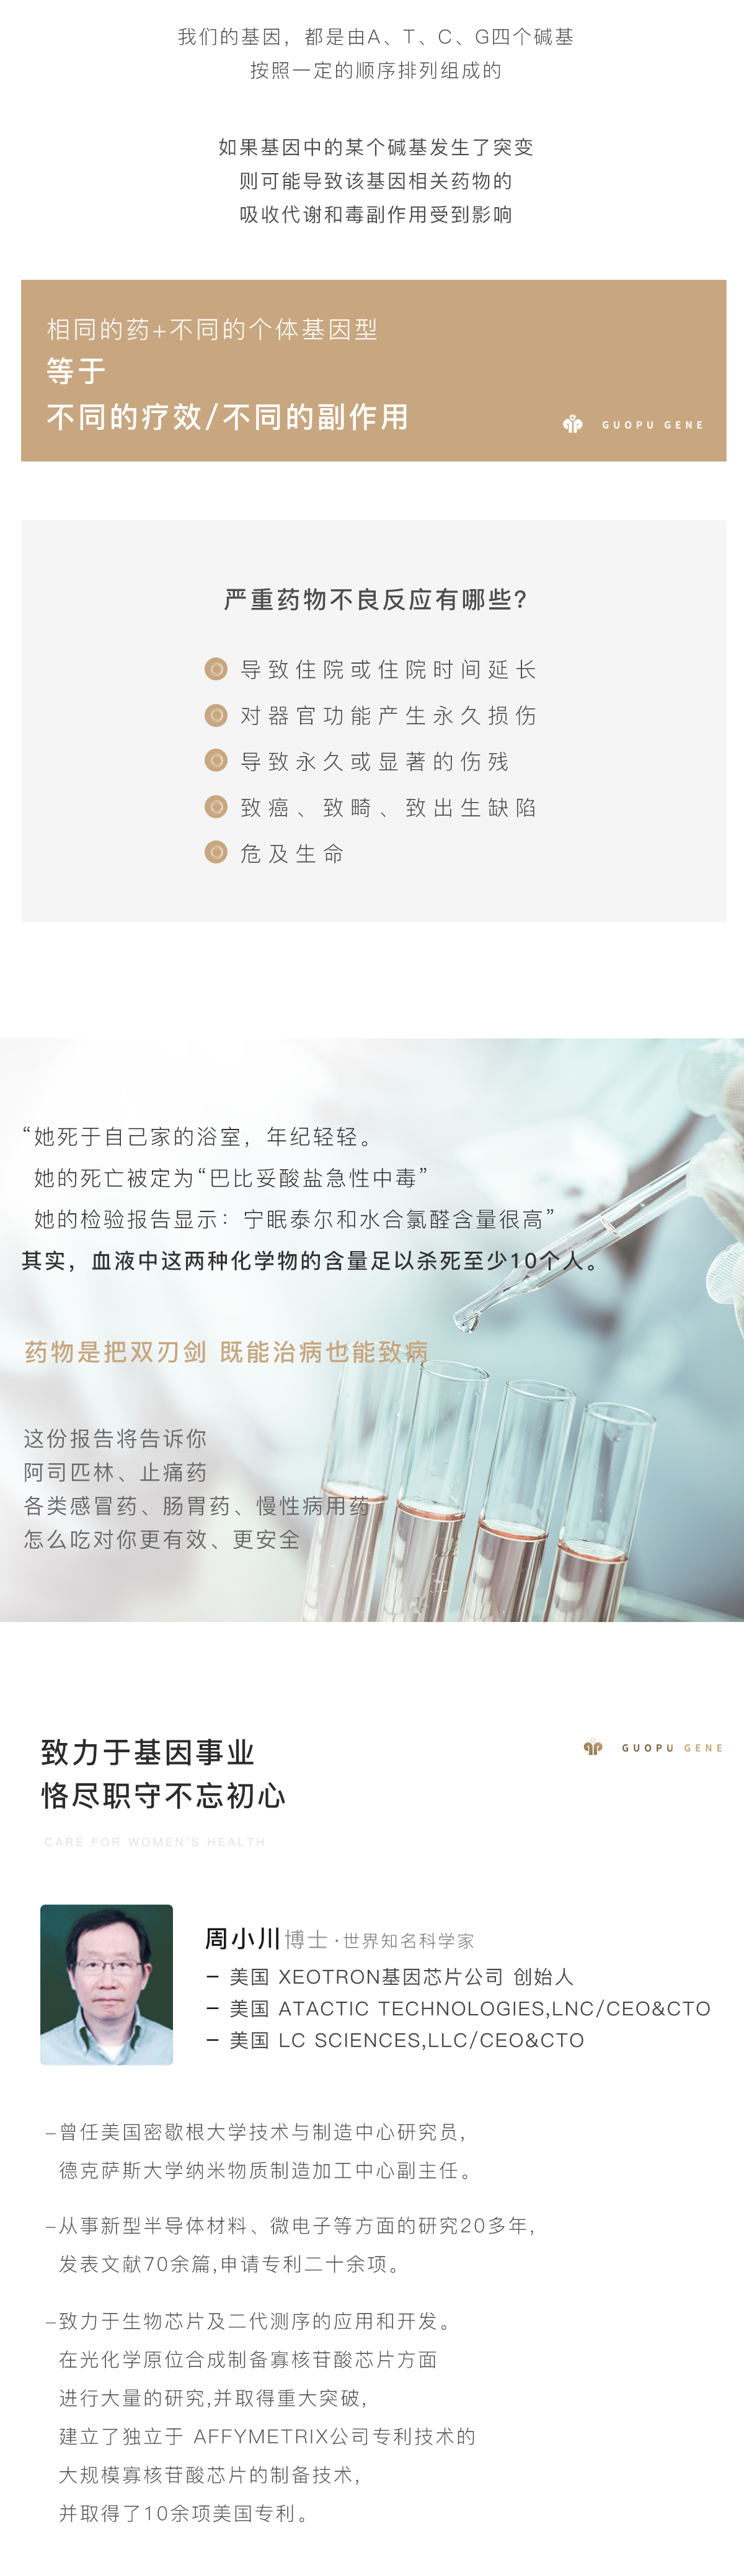 我们的基因，都是由A、T、C、G四个碱基
按照一定的顺序排列组成的
如果基因中的某个碱基发生了突变
则可能导致该基因相关药物的
吸收代谢和毒副作用受到影响
相同的药+不同的个体基因型
等于
不同的疗效/不同的副作用
GUOPU GENE
严重药物不良反应有哪些?
导致住院或住院时间延长
对器官功能产生永久损伤
导致永久或显著的伤残
致癌、致畸、致出生缺陷
危及生命
“她死于自己家的浴室，年纪轻轻。
她的死亡被定为“巴比妥酸盐急性中毒”
她的检验报告显示：宁眠泰尔和水合氯醛含量很高”
其实，血液中这两种化学物的含量足以杀死至少10个人。
药物是把双刃剑 既能治病也能致病
这份报告将告诉你
阿司匹林、止痛药
各类感冒药、肠胃药、慢性病用药
怎么吃对你更有效、更安全
致力于基因事业
恪尽职守不忘初心
GUOPU GENE
CARE FOR WOMEN'S HEALTH
周小川博士·世界知名科学家
– 美国 XEOTRON基因芯片公司 创始人
– 美国 ATACTIC TECHNOLOGIES,LNC/CEO&CTO
– 美国 LC SCIENCES,LLC/CEO&CTO
–曾任美国密歇根大学技术与制造中心研究员,
德克萨斯大学纳米物质制造加工中心副主任。
–从事新型半导体材料、微电子等方面的研究20多年,
发表文献70余篇,申请专利二十余项。
–致力于生物芯片及二代测序的应用和开发。
在光化学原位合成制备寡核苷酸芯片方面
进行大量的研究,并取得重大突破,
建立了独立于 AFFYMETRIX公司专利技术的
大规模寡核苷酸芯片的制备技术,
并取得了10余项美国专利。